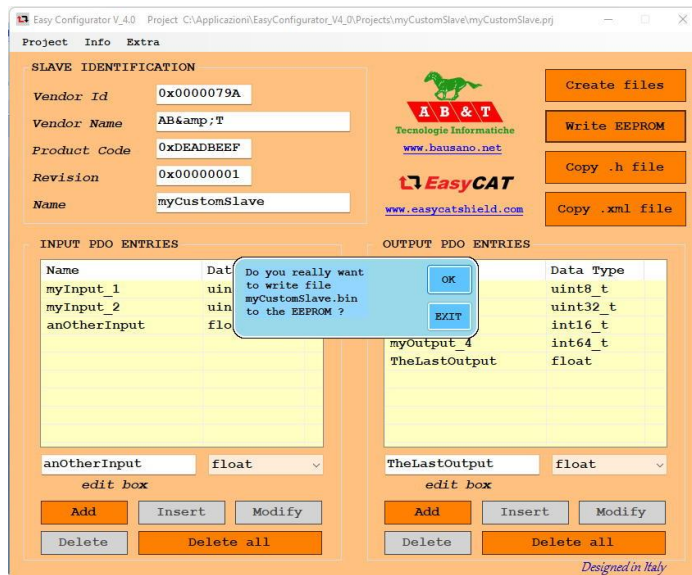 Easy Configurator V_4.0 Project C:\Applicazioni\EasyConfigurator_V4_0\Projects\myCustomSlave\myCustomSlave.prj
Project Info Extra
SLAVE IDENTIFICATION
Vendor Id 0x0000079A
Vendor Name AB&amp;T
Product Code 0xDEADBEEF
Revision 0x00000001
Name myCustomSlave
AB&T
Tecnologie Informatiche
www.bausano.net
EasyCAT
www.easycatshield.com
Create files
Write EEPROM
Copy .h file
Copy .xml file
INPUT PDO ENTRIES
Name Dat
myInput_1 uin
myInput_2 uin
anOtherInput flo
Do you really want
to write file
myCustomSlave.bin
to the EEPROM ?
OK
EXIT
OUTPUT PDO ENTRIES
Data Type
uint8_t
uint32_t
int16_t
myOutput_4 int64_t
TheLastOutput float
anOtherInput float
edit box
Add Insert Modify
Delete Delete all
TheLastOutput float
edit box
Add Insert Modify
Delete Delete all
Designed in Italy